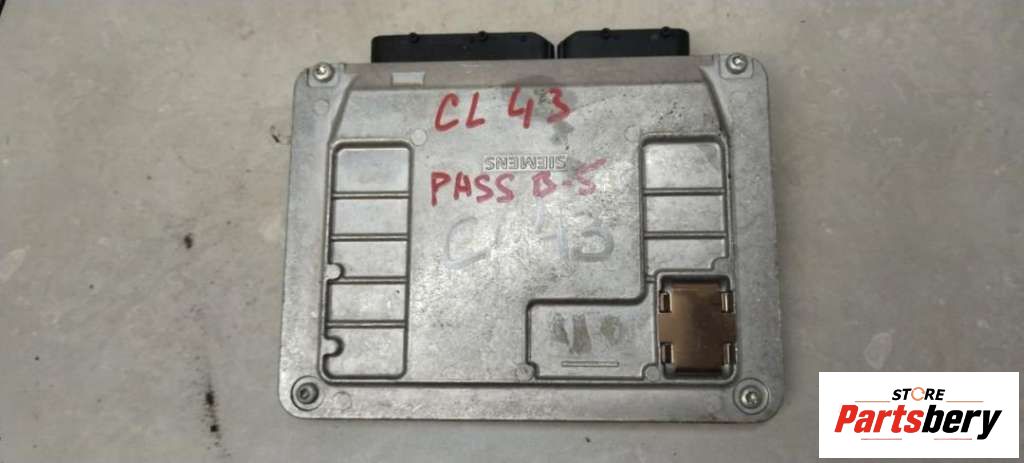 CL 43
SIEMENS
PASS B-5
CL 43
STORE
Partsbery